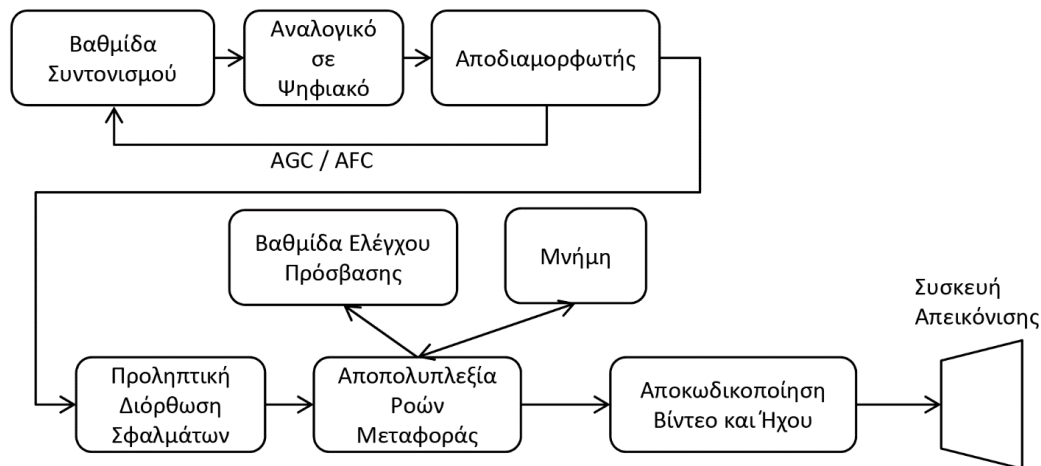 Βαθμίδα
Συντονισμού
Αναλογικό
σε
Ψηφιακό
Αποδιαμορφωτής
AGC / AFC
Βαθμίδα Ελέγχου
Πρόσβασης
Μνήμη
Συσκευή
Απεικόνισης
Προληπτική
Διόρθωση
Σφαλμάτων
Αποπολυπλεξία
Ροών
Μεταφοράς
Αποκωδικοποίηση
Βίντεο και Ήχου